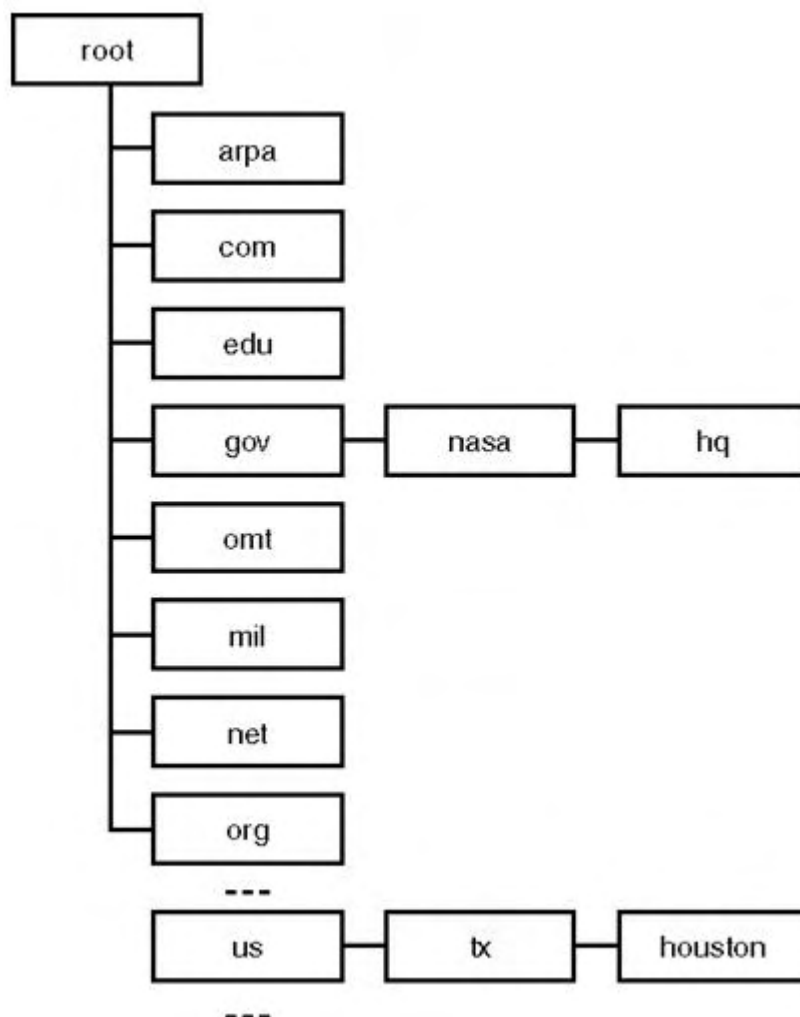 root
arpa
com
edu
gov nasa hq
omt
mil
net
org
---
us tx houston
---